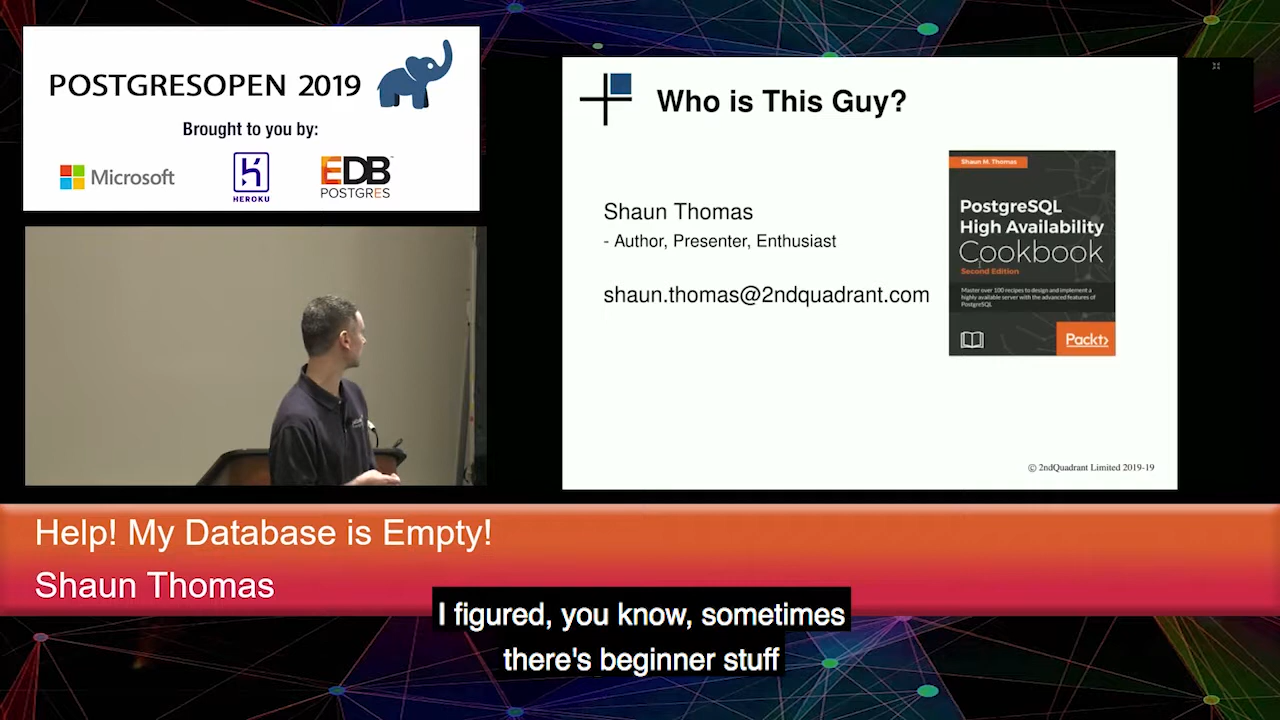 POSTGRESOPEN 2019
Brought to you by:
Microsoft
HEROKU
EDB
POSTGRES
Who is This Guy?
Shaun Thomas
- Author, Presenter, Enthusiast
shaun.thomas@2ndquadrant.com
Shaun M. Thomas
PostgreSQL
High Availability
Cookbook
Second Edition
Master over 100 recipes to design and implement a
highly available server with the advanced features of
PostgreSQL
Packt>
© 2ndQuadrant Limited 2019-19
Help! My Database is Empty!
Shaun Thomas
I figured, you know, sometimes
there's beginner stuff